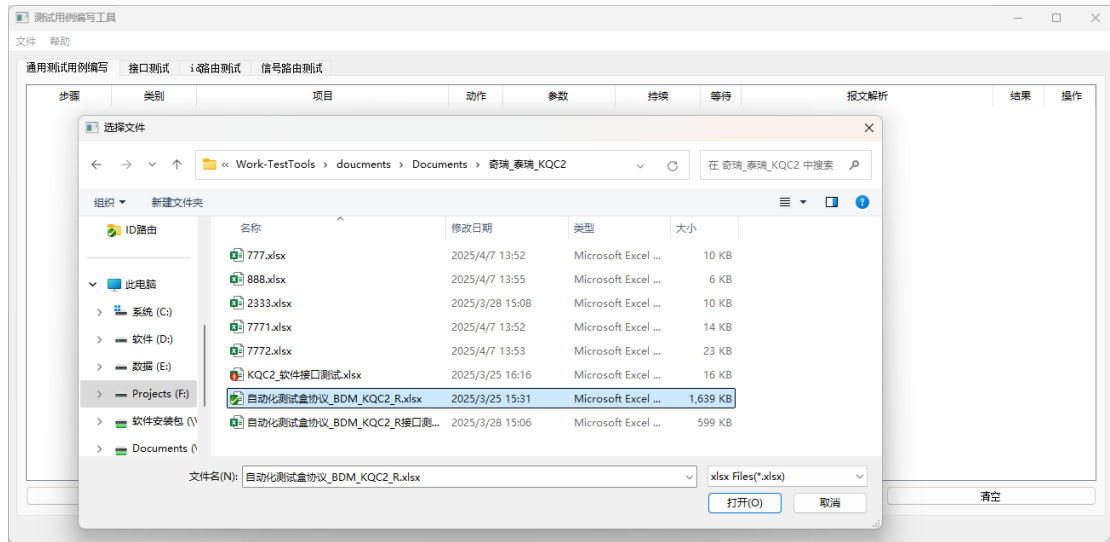 测试用例编写工具
文件 帮助
通用测试用例编写 接口测试 id路由测试 信号路由测试
步骤 类别 项目 动作 参数 持续 等待 报文解析 结果 操作
选择文件
« Work-TestTools › doucments › Documents › 奇瑞_泰瑞_KQC2 在 奇瑞_泰瑞_KQC2 中搜索
组织 新建文件夹
ID路由 名称 修改日期 类型 大小
777.xlsx 2025/4/7 13:52 Microsoft Excel ... 10 KB
此电脑 888.xlsx 2025/4/7 13:55 Microsoft Excel ... 6 KB
系统 (C:) 2333.xlsx 2025/3/28 15:08 Microsoft Excel ... 10 KB
软件 (D:) 7771.xlsx 2025/4/7 13:52 Microsoft Excel ... 14 KB
数据 (E:) 7772.xlsx 2025/4/7 13:53 Microsoft Excel ... 23 KB
KQC2_软件接口测试.xlsx 2025/3/25 16:16 Microsoft Excel ... 16 KB
Projects (F:) 自动化测试盒协议_BDM_KQC2_R.xlsx 2025/3/25 15:31 Microsoft Excel ... 1,639 KB
软件安装包 (\\ 自动化测试盒协议_BDM_KQC2_R接口测... 2025/3/28 15:06 Microsoft Excel ... 599 KB
Documents (\
文件名(N): 自动化测试盒协议_BDM_KQC2_R.xlsx xlsx Files(*.xlsx)
打开(O) 取消
清空